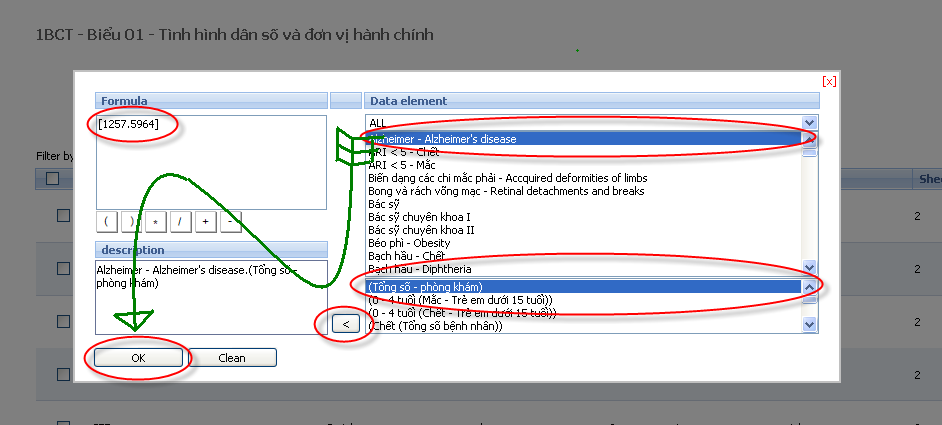 1BCT - Biểu 01 - Tình hình dân số và đơn vị hành chính
[x]
Formula
Data element
[1257.5964]
ALL
Alzheimer - Alzheimer's disease
ARI < 5 - Chết
ARI < 5 - Mắc
Biến dạng các chi mắc phải - Accquired deformities of limbs
Bong và rách võng mạc - Retinal detachments and breaks
Bác sỹ
Bác sỹ chuyên khoa I
Bác sỹ chuyên khoa II
Béo phì - Obesity
Bạch hầu - Chết
Bạch hầu - Diphtheria
Filter by
Shee
( ) * / + -
2
description
Alzheimer - Alzheimer's disease.(Tổng số -
phòng khám)
(Tổng số - phòng khám)
(0 - 4 tuổi (Mắc - Trẻ em dưới 15 tuổi))
(0 - 4 tuổi (Chết - Trẻ em dưới 15 tuổi))
(Chết (Tổng số bệnh nhân))
2
<
2
OK
Clean
2